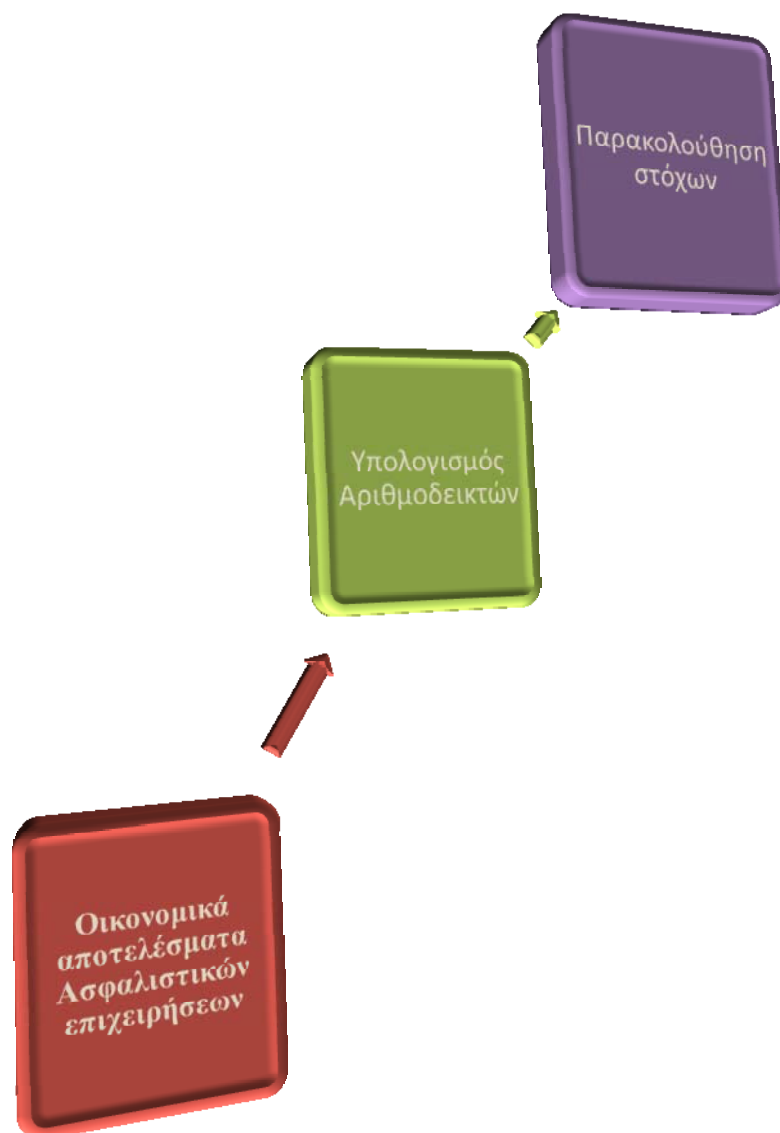 Παρακολούθηση
στόχων
Υπολογισμός
Αριθμοδεικτών
Οικονομικά
αποτελέσματα
Ασφαλιστικών
επιχειρήσεων